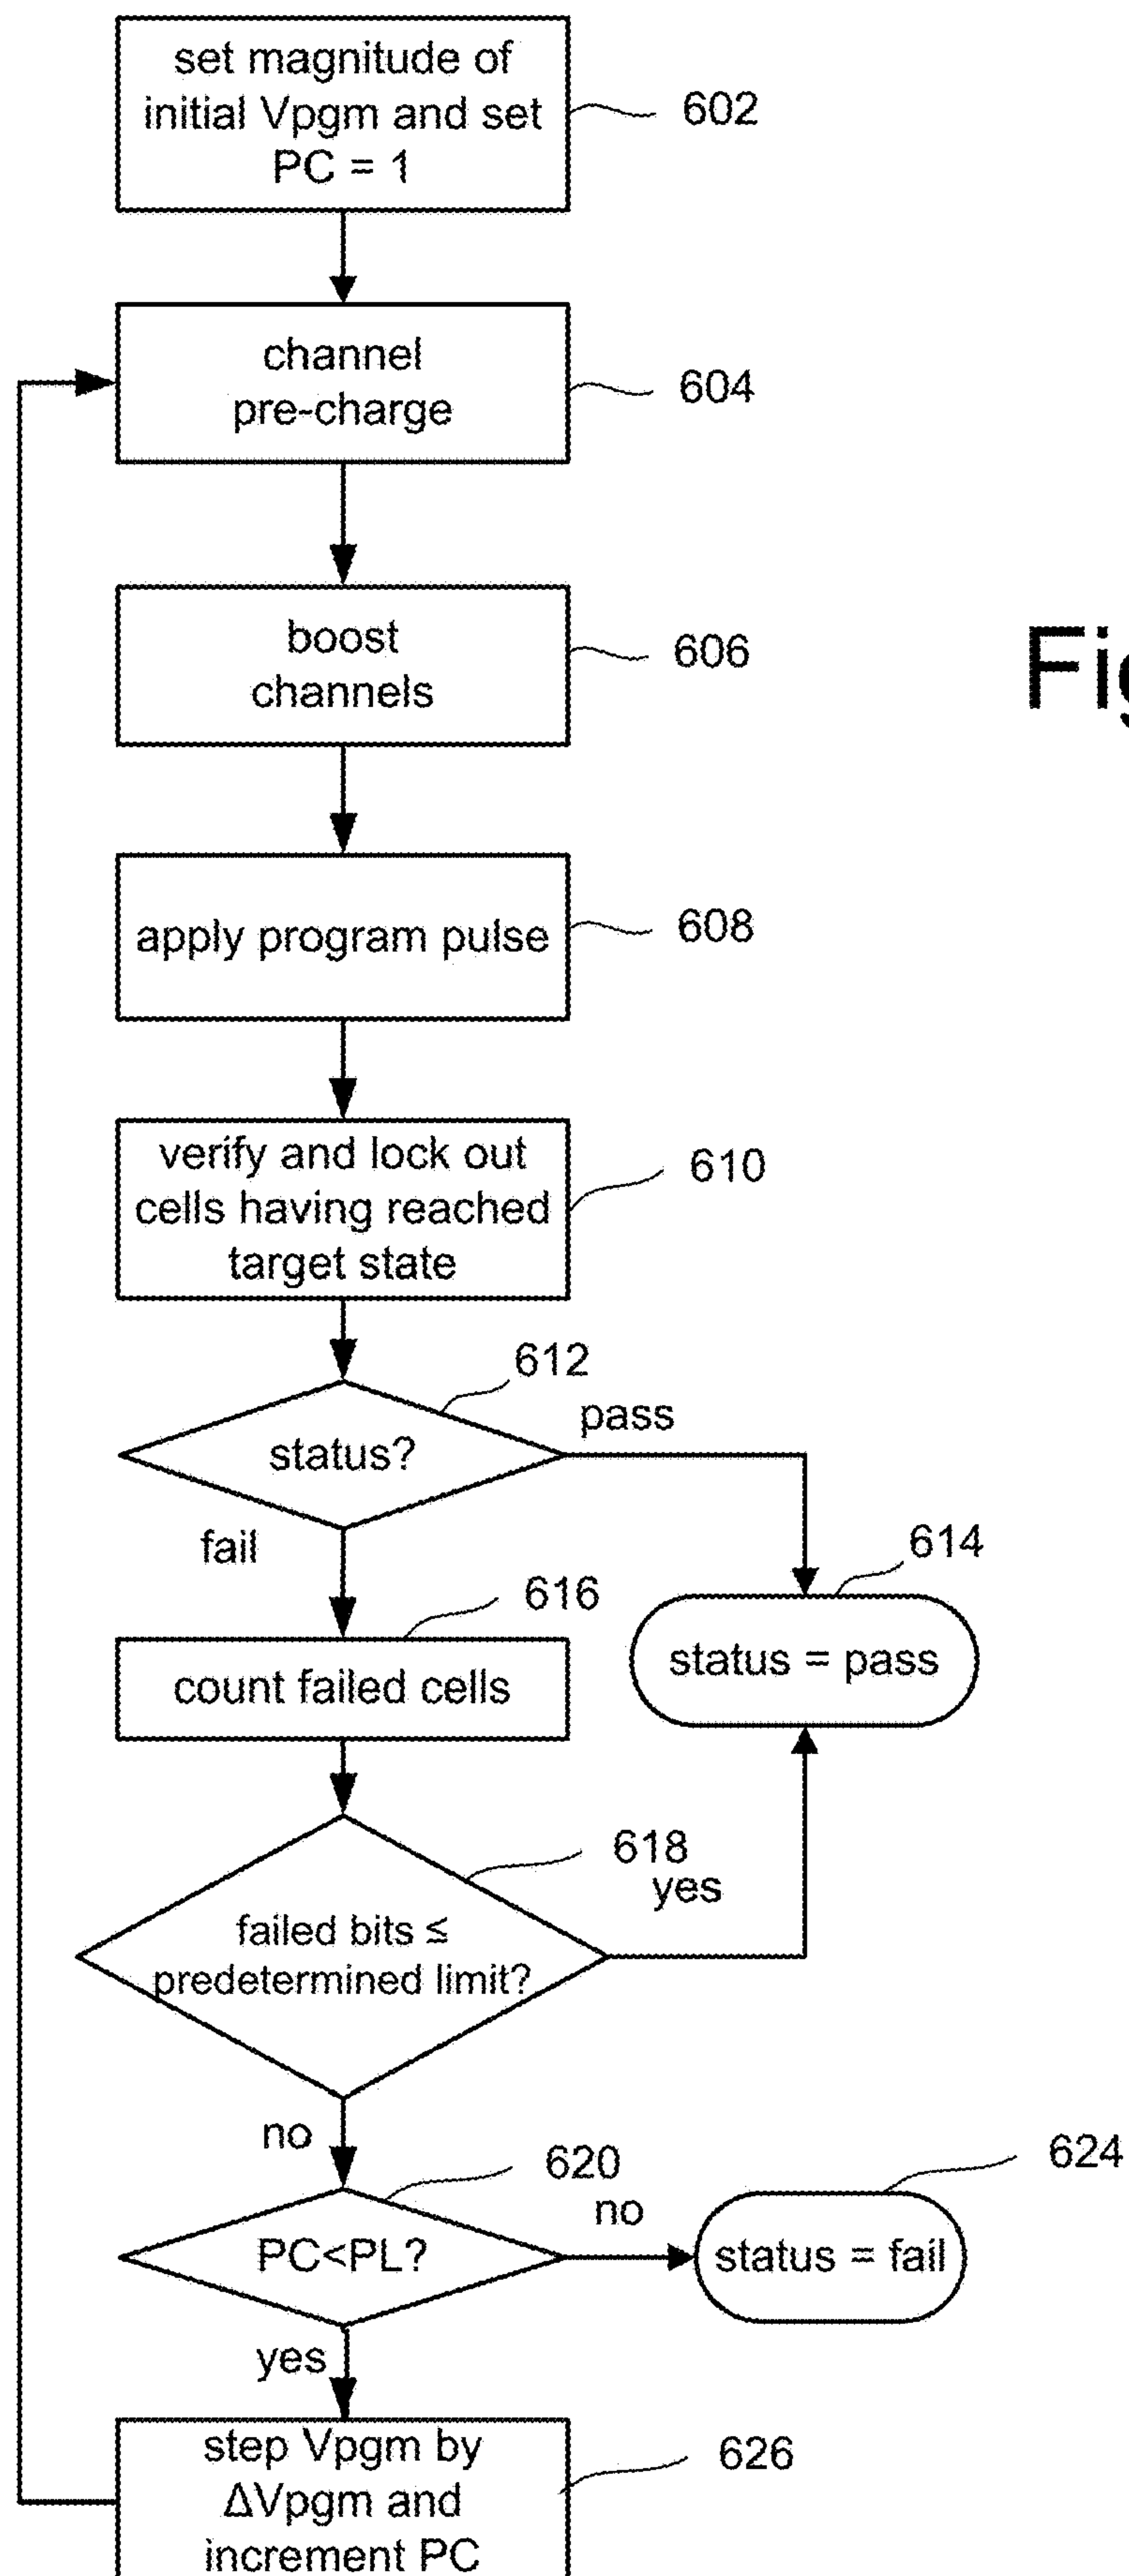 set magnitude of
initial Vpgm and set
PC = 1
602
channel
pre-charge
604
boost
channels
606
Fig
apply program pulse
608
verify and lock out
cells having reached
target state
610
612
status?
pass
fail
614
status = pass
616
count failed cells
618
yes
failed bits ≤
predetermined limit?
no
620
no
624
PC<PL?
status = fail
yes
step Vpgm by
ΔVpgm and
increment PC
626